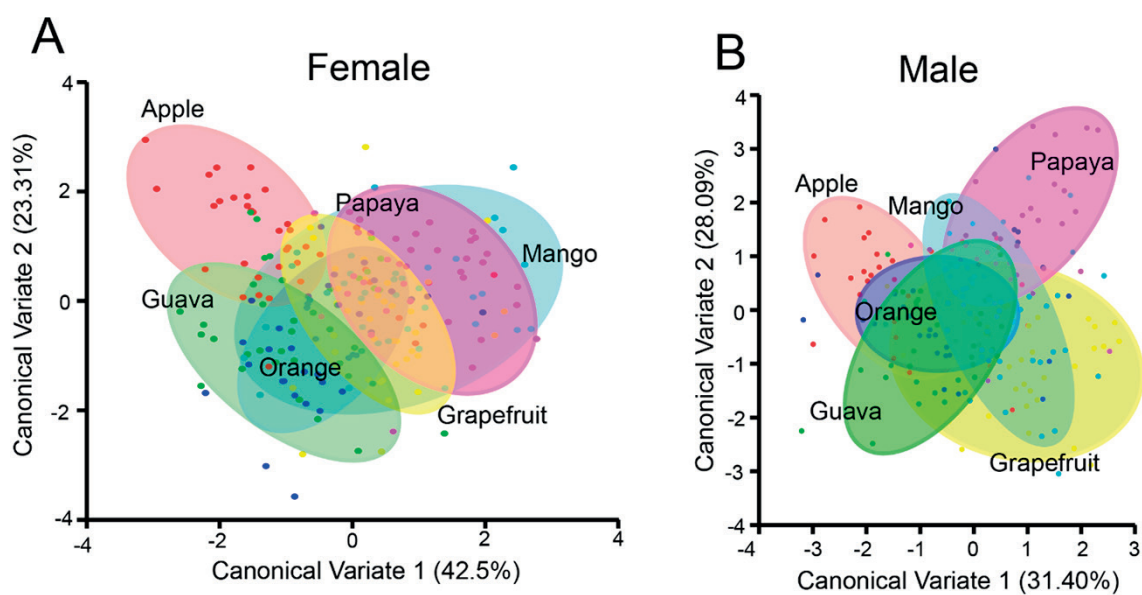 A
Female
4
2
0
-2
-4
-4
-2
0
2
4
Canonical Variate 2 (23.31%)
Canonical Variate 1 (42.5%)
Apple
Papaya
Mango
Guava
Orange
Grapefruit
B
Male
4
3
2
1
0
-1
-2
-3
-4
-4
-3
-2
-1
0
1
2
3
Canonical Variate 2 (28.09%)
Canonical Variate 1 (31.40%)
Papaya
Apple
Mango
Orange
Guava
Grapefruit